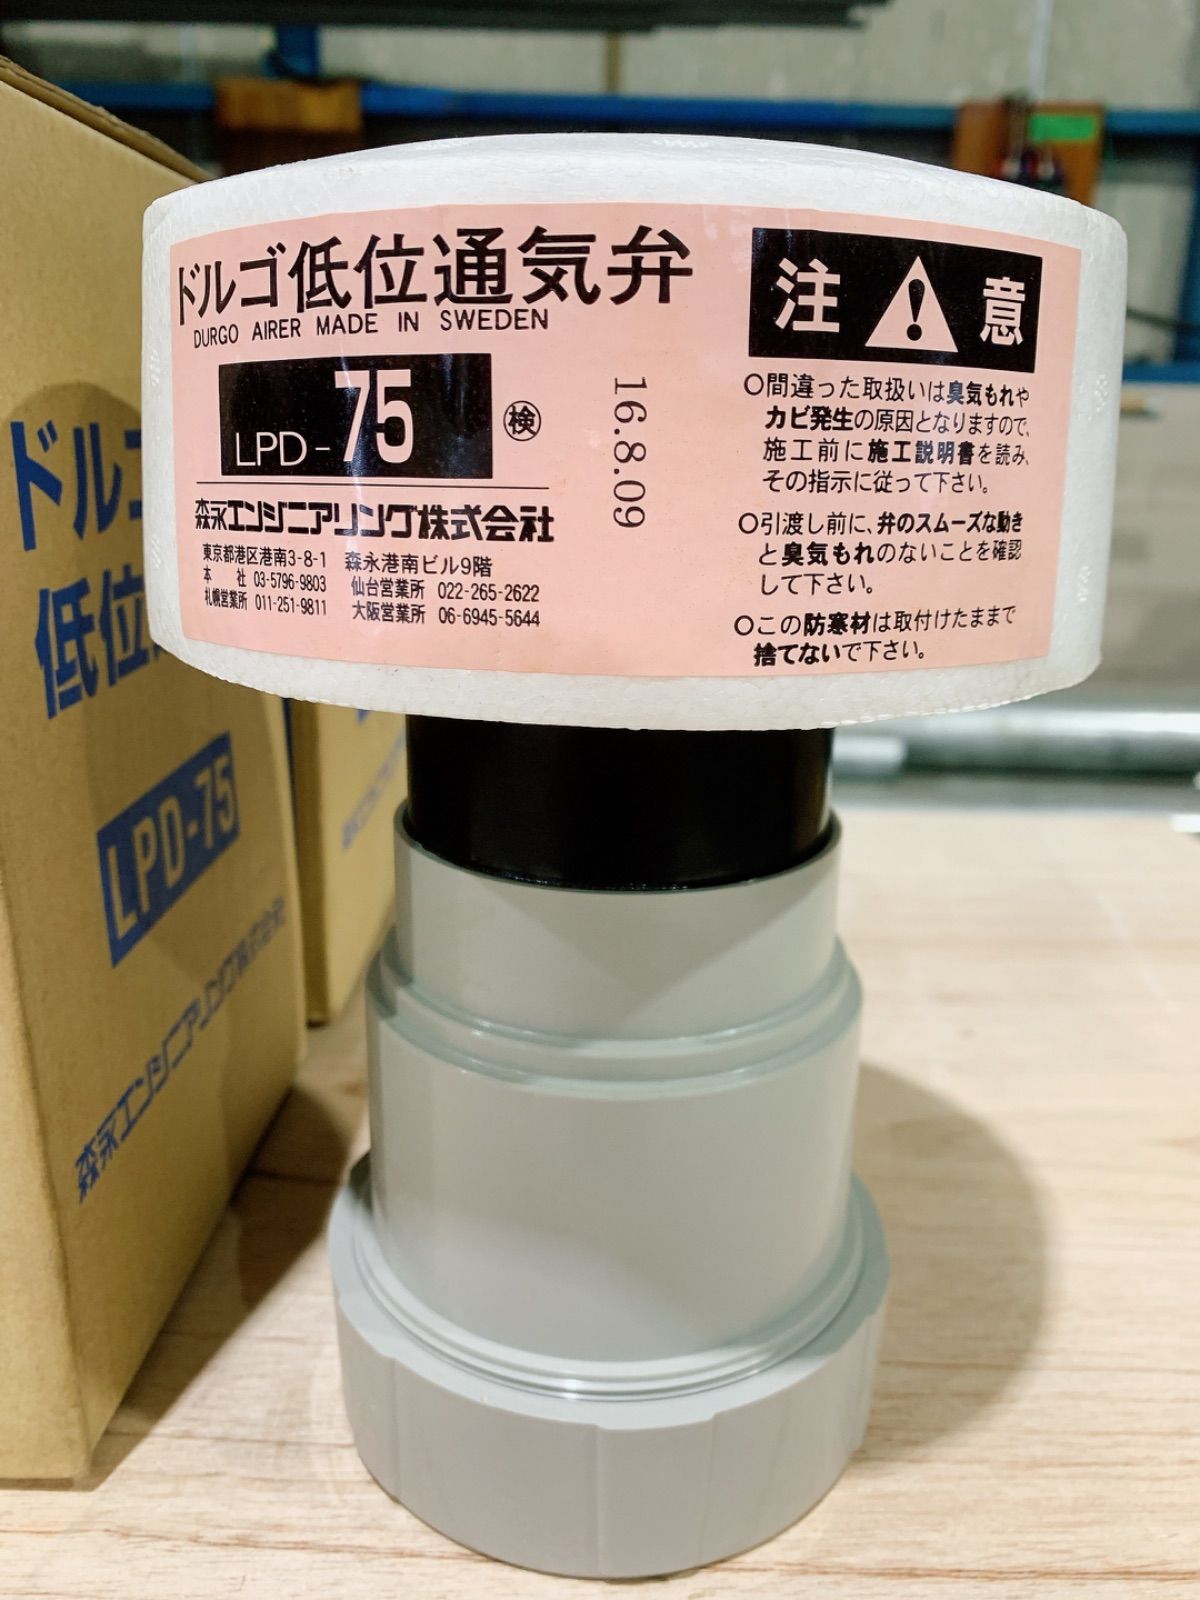 ドルゴ低位通気弁
DURGO AIRER MADE IN SWEDEN
LPD-75
検
16.8.09
森永エンジニアリング株式会社
東京都港区港南3-8-1 森永港南ビル9階
本社 03-5796-9803 仙台営業所 022-265-2622
札幌営業所 011-251-9811 大阪営業所 06-6945-5644
注意
○間違った取扱いは臭気もれや
カビ発生の原因となりますので、
施工前に施工説明書を読み、
その指示に従って下さい。
○引渡し前に、弁のスムーズな動き
と臭気もれのないことを確認
して下さい。
○この防寒材は取付けたままで
捨てないで下さい。
ドルゴ
低位
LPD-75
森永エンジニアリング株式会社